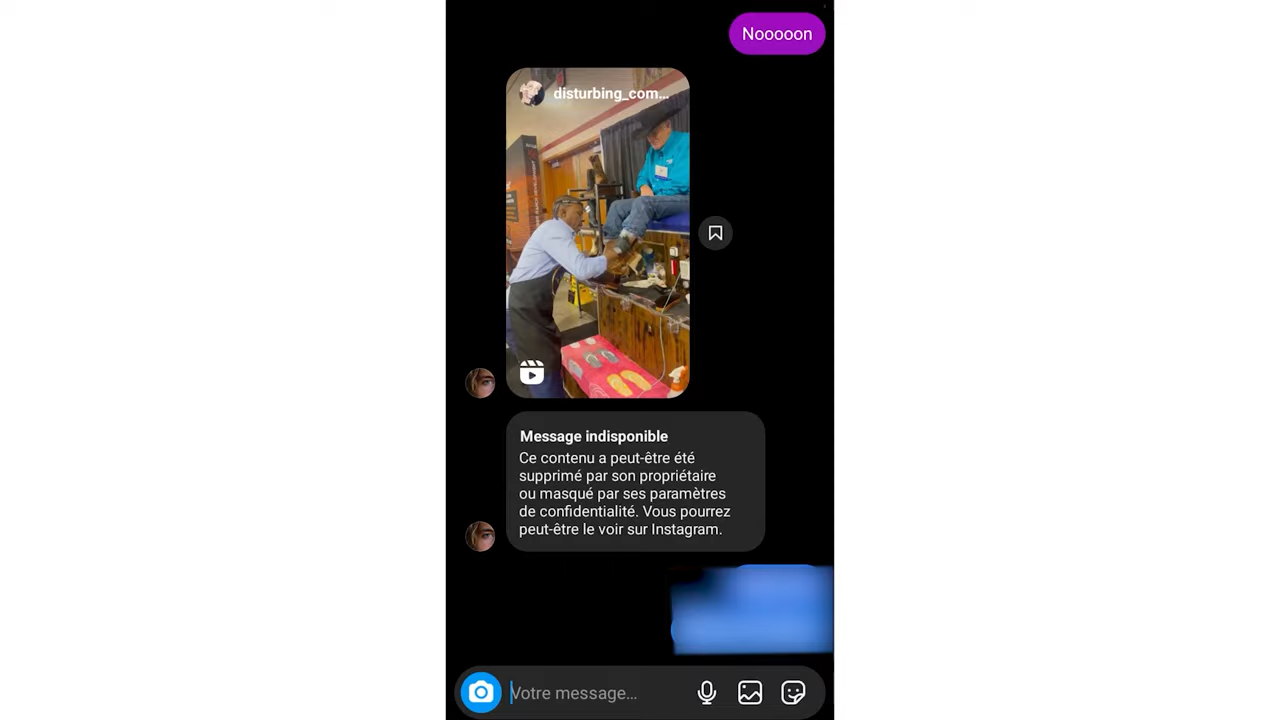 Nooooon
disturbing_com…
Message indisponible
Ce contenu a peut-être été
supprimé par son propriétaire
ou masqué par ses paramètres
de confidentialité. Vous pourrez
peut-être le voir sur Instagram.
Votre message…